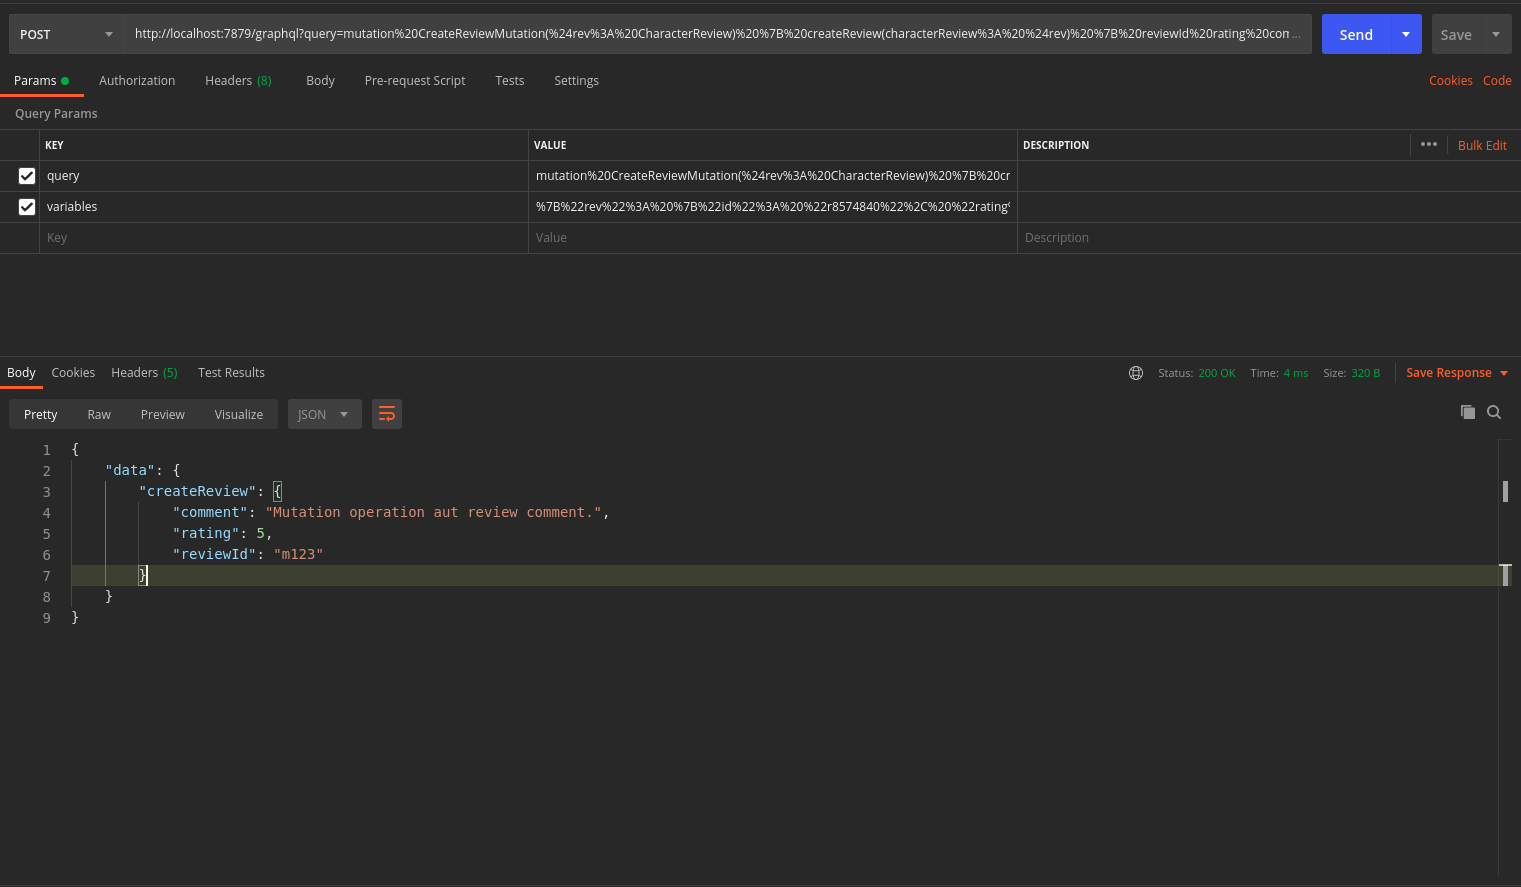 POST http://localhost:7879/graphql?query=mutation%20CreateReviewMutation(%24rev%3A%20CharacterReview)%20%7B%20createReview(characterReview%3A%20%24rev)%20%7B%20reviewId%20rating%20con... Send Save
Params Authorization Headers (8) Body Pre-request Script Tests Settings Cookies Code
Query Params
KEY VALUE DESCRIPTION ••• Bulk Edit
query mutation%20CreateReviewMutation(%24rev%3A%20CharacterReview)%20%7B%20cr
variables %7B%22rev%22%3A%20%7B%22id%22%3A%20%22r8574840%22%2C%20%22rating%
Key Value Description
Body Cookies Headers (5) Test Results Status: 200 OK Time: 4 ms Size: 320 B Save Response
Pretty Raw Preview Visualize JSON
1 {
2 "data": {
3 "createReview": {
4 "comment": "Mutation operation aut review comment.",
5 "rating": 5,
6 "reviewId": "m123"
7 }
8 }
9 }